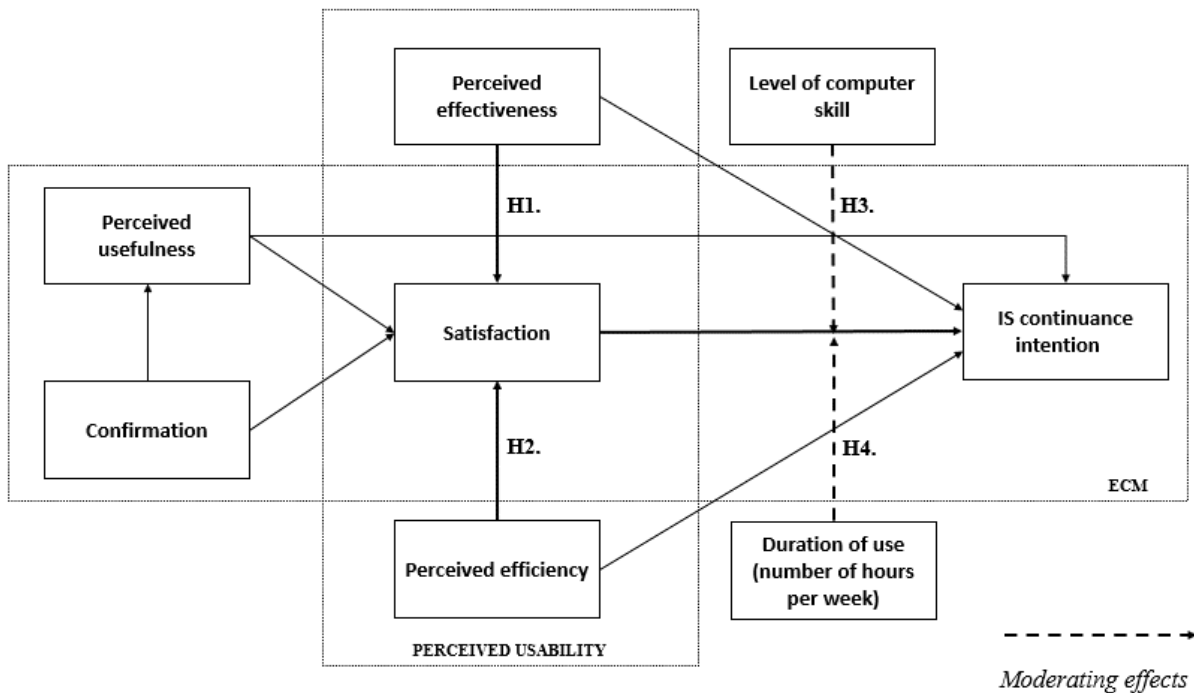 Perceived
effectiveness
Level of computer
skill
H1.
H3.
Perceived
usefulness
Satisfaction
IS continuance
intention
Confirmation
H2.
H4.
ECM
Perceived efficiency
Duration of use
(number of hours
per week)
PERCEIVED USABILITY
Moderating effects